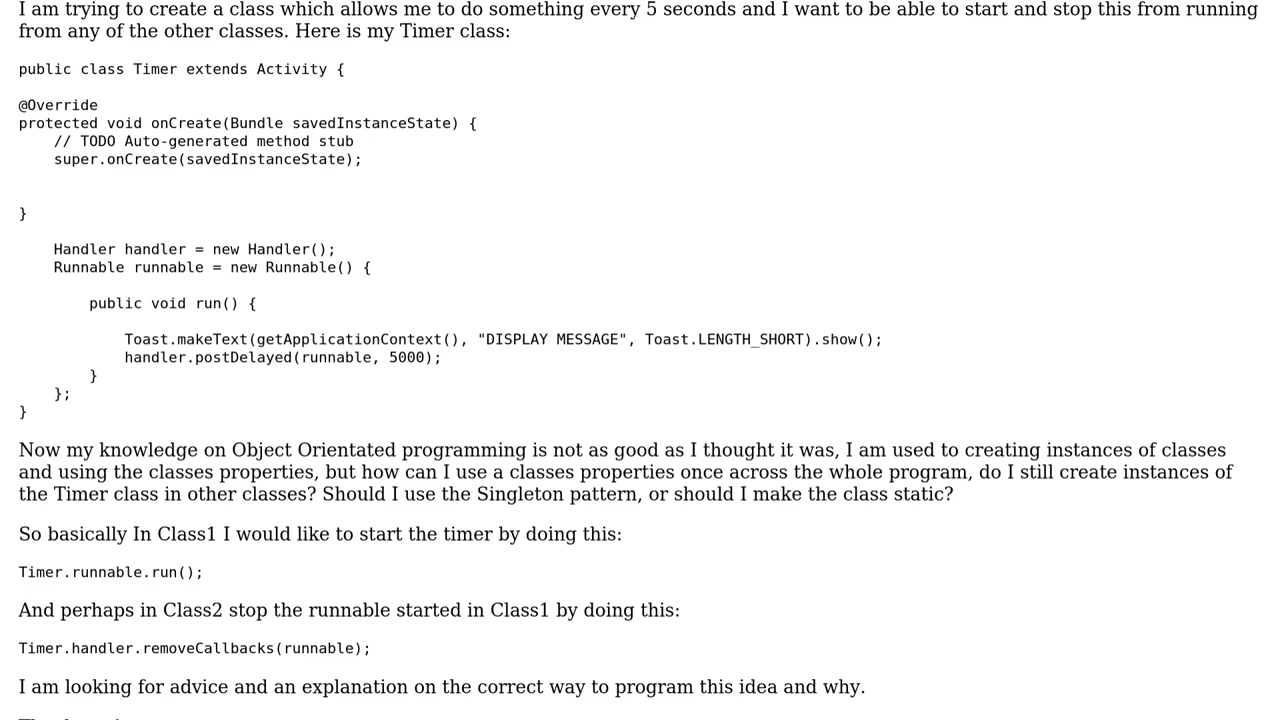 I am trying to create a class which allows me to do something every 5 seconds and I want to be able to start and stop this from running
from any of the other classes. Here is my Timer class:
public class Timer extends Activity {
@Override
protected void onCreate(Bundle savedInstanceState) {
// TODO Auto-generated method stub
super.onCreate(savedInstanceState);
}
Handler handler = new Handler();
Runnable runnable = new Runnable() {
public void run() {
Toast.makeText(getApplicationContext(), "DISPLAY MESSAGE", Toast.LENGTH_SHORT).show();
handler.postDelayed(runnable, 5000);
}
};
}
Now my knowledge on Object Orientated programming is not as good as I thought it was, I am used to creating instances of classes
and using the classes properties, but how can I use a classes properties once across the whole program, do I still create instances of
the Timer class in other classes? Should I use the Singleton pattern, or should I make the class static?
So basically In Class1 I would like to start the timer by doing this:
Timer.runnable.run();
And perhaps in Class2 stop the runnable started in Class1 by doing this:
Timer.handler.removeCallbacks(runnable);
I am looking for advice and an explanation on the correct way to program this idea and why.